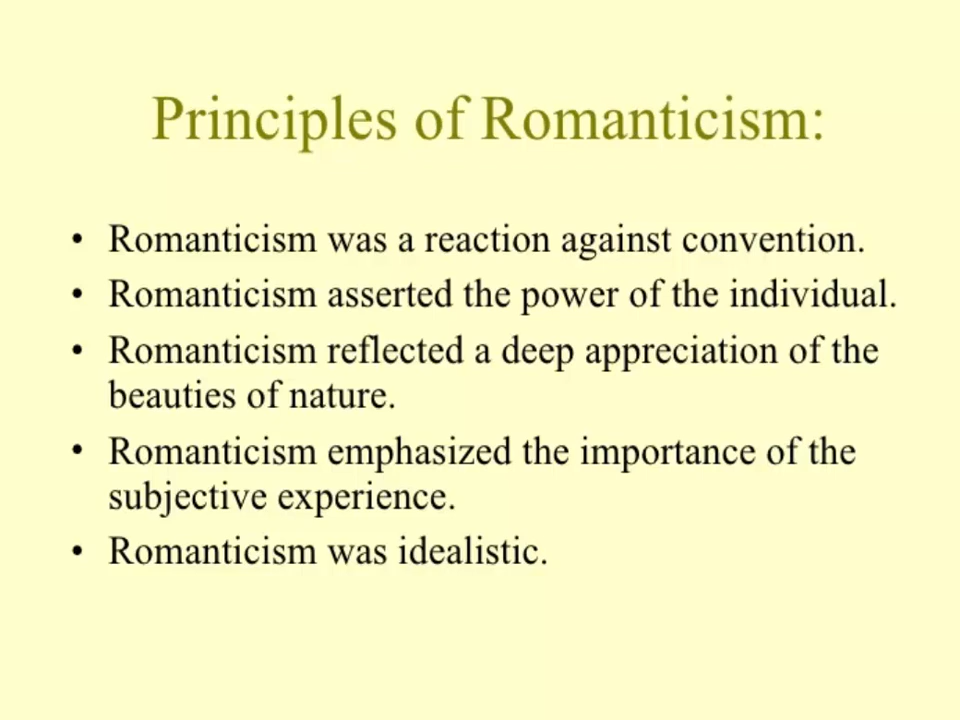 Principles of Romanticism:
• Romanticism was a reaction against convention.
• Romanticism asserted the power of the individual.
• Romanticism reflected a deep appreciation of the
beauties of nature.
• Romanticism emphasized the importance of the
subjective experience.
• Romanticism was idealistic.